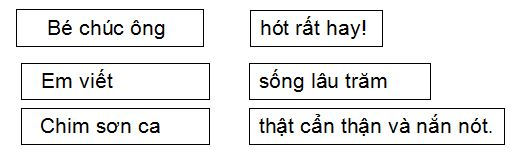 Bé chúc ông hót rất hay!
Em viết sống lâu trăm
Chim sơn ca thật cẩn thận và nắn nót.